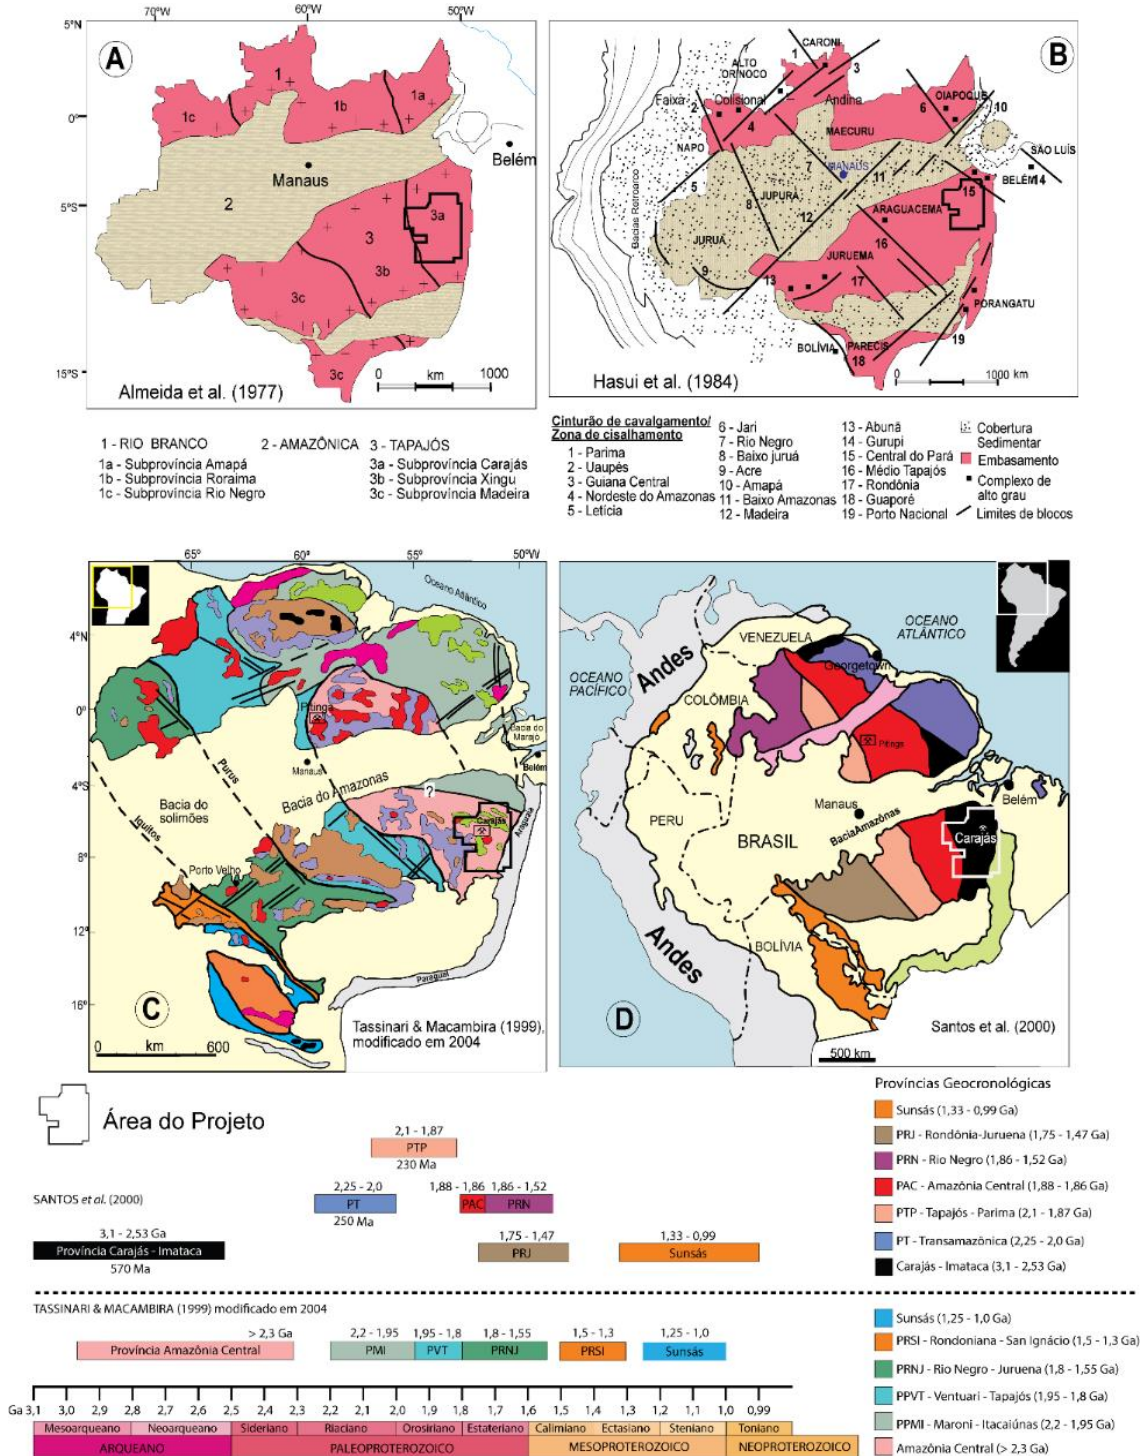 70°W
60°W
50°W
5°N
0°
5°S
15°S
A
1
1a
1b
1c
2
Manaus
Belém
3
3a
3b
3c
3c
0 km 1000
Almeida et al. (1977)
B
CARONI
1
3
ALTO
ORINOCO
Faixa Colisional Andina
2
4
NAPO
MAECURU
6
OIAPOQUE
10
SÃO LUÍS
BELÉM
14
MANAUS
7
11
5
8
JUPURÁ
12
15
ARAGUACEMA
16
Bacias Retroarco
JURUÁ
9
JURUEMA
13
17
PORANGATU
19
BOLÍVIA
PARECIS
18
0 1000 km
Hasui et al. (1984)
1 - RIO BRANCO
1a - Subprovíncia Amapá
1b - Subprovíncia Roraima
1c - Subprovíncia Rio Negro
2 - AMAZÔNICA
3 - TAPAJÓS
3a - Subprovíncia Carajás
3b - Subprovíncia Xingu
3c - Subprovíncia Madeira
Cinturão de cavalgamento/
Zona de cisalhamento
1 - Parima
2 - Uaupés
3 - Guiana Central
4 - Nordeste do Amazonas
5 - Letícia
6 - Jari
7 - Rio Negro
8 - Baixo juruá
9 - Acre
10 - Amapá
11 - Baixo Amazonas
12 - Madeira
13 - Abunã
14 - Gurupi
15 - Central do Pará
16 - Médio Tapajós
17 - Rondônia
18 - Guaporé
19 - Porto Nacional
Cobertura
Sedimentar
Embasamento
Complexo de
alto grau
Limites de blocos
65°
60°
55°
50°W
4°N
0°
4°S
8°
12°
16°
Oceano Atlântico
Pitinga
Manaus
Bacia do
Marajó
Belém
Purus
Bacia do Amazonas
?
Bacia do
solimões
Iquitos
Carajás
Araguaia
Porto Velho
Paraguai
C
0 km 600
Tassinari & Macambira (1999),
modificado em 2004
OCEANO
PACÍFICO
OCEANO
ATLÂNTICO
Andes
VENEZUELA
Georgetown
COLÔMBIA
Pitinga
Manaus
Belém
PERU
BRASIL
BaciaAmazônas
Carajás
BOLÍVIA
Andes
D
Santos et al. (2000)
500 km
Área do Projeto
Províncias Geocronológicas
Sunsás (1,33 - 0,99 Ga)
PRJ - Rondônia-Juruena (1,75 - 1,47 Ga)
PRN - Rio Negro (1,86 - 1,52 Ga)
PAC - Amazônia Central (1,88 - 1,86 Ga)
PTP - Tapajós - Parima (2,1 - 1,87 Ga)
PT - Transamazônica (2,25 - 2,0 Ga)
Carajás - Imataca (3,1 - 2,53 Ga)
2,1 - 1,87
PTP
230 Ma
SANTOS et al. (2000)
2,25 - 2,0
PT
250 Ma
1,88 - 1,86
PAC
1,86 - 1,52
PRN
3,1 - 2,53 Ga
Província Carajás - Imataca
570 Ma
1,75 - 1,47
PRJ
1,33 - 0,99
Sunsás
TASSINARI & MACAMBIRA (1999) modificado em 2004
> 2,3 Ga
Província Amazônia Central
2,2 - 1,95
PMI
1,95 - 1,8
PVT
1,8 - 1,55
PRNJ
1,5 - 1,3
PRSI
1,25 - 1,0
Sunsás
Sunsás (1,25 - 1,0 Ga)
PRSI - Rondoniana - San Ignácio (1,5 - 1,3 Ga)
PRNJ - Rio Negro - Juruena (1,8 - 1,55 Ga)
PPVT - Ventuari - Tapajós (1,95 - 1,8 Ga)
PPMI - Maroni - Itacaiúnas (2,2 - 1,95 Ga)
Amazônia Central (> 2,3 Ga)
Ga 3,1 3,0 2,9 2,8 2,7 2,6 2,5 2,4 2,3 2,2 2,1 2,0 1,9 1,8 1,7 1,6 1,5 1,4 1,3 1,2 1,1 1,0 0,99
Mesoarqueano Neoarqueano Sideriano Riaciano Orosiriano Estateriano Calimiano Ectasiano Steniano Toniano
ARQUEANO PALEOPROTEROZOICO MESOPROTEROZOICO NEOPROTEROZOICO